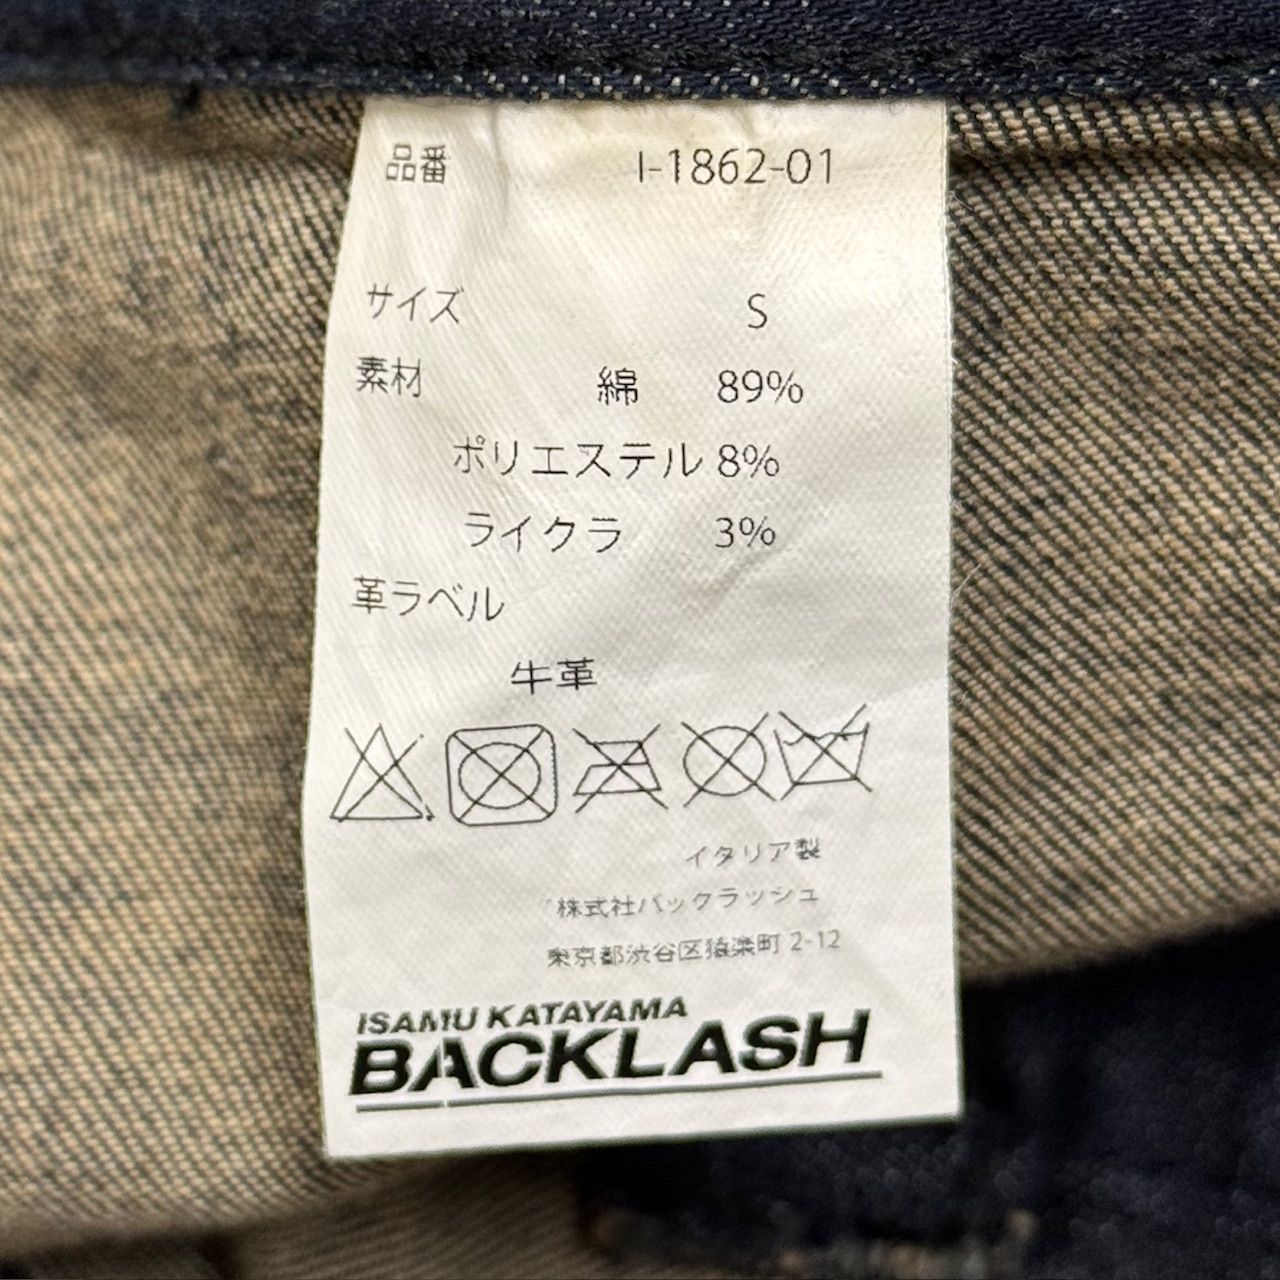 品番 I-1862-01
サイズ S
素材 綿 89%
ポリエステル 8%
ライクラ 3%
革ラベル
牛革
イタリア製
株式会社バックラッシュ
東京都渋谷区猿楽町 2-12
ISAMU KATAYAMA
BACKLASH